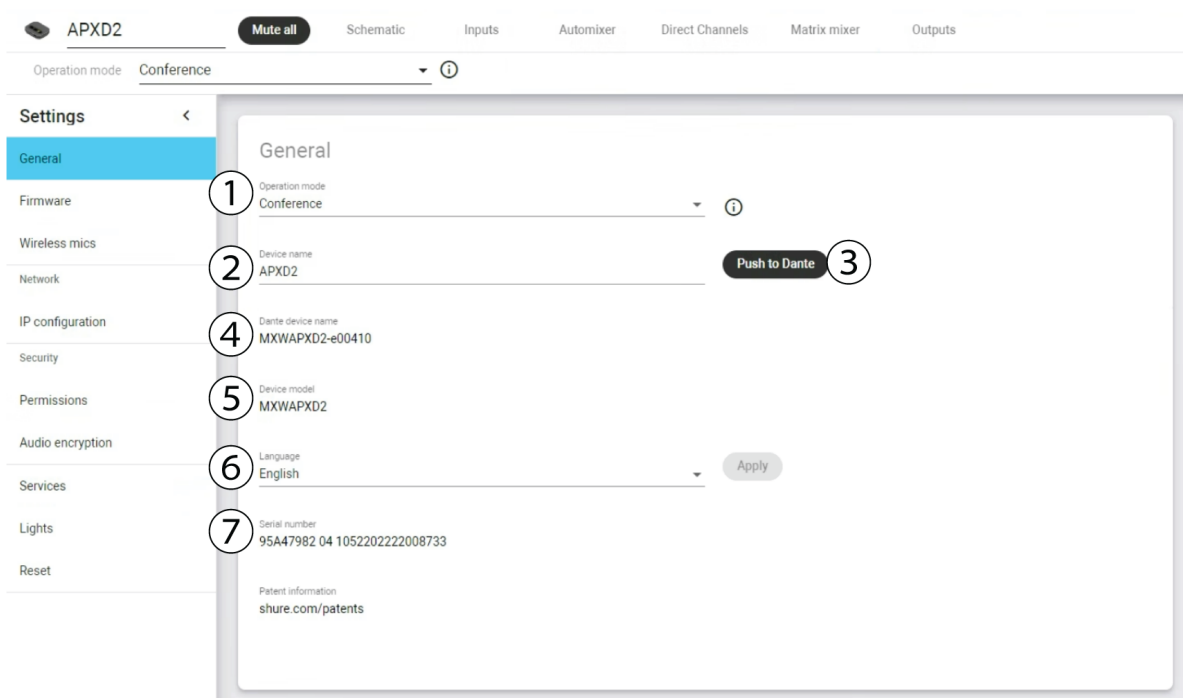 APXD2 Mute all Schematic Inputs Automixer Direct Channels Matrix mixer Outputs
Operation mode Conference
Settings
General
Firmware
Wireless mics
Network
IP configuration
Security
Permissions
Audio encryption
Services
Lights
Reset
General
1 Operation mode
Conference
2 Device name
APXD2
Push to Dante 3
4 Dante device name
MXWAPXD2-e00410
5 Device model
MXWAPXD2
6 Language
English
Apply
7 Serial number
95A47982 04 1052202222008733
Patent information
shure.com/patents